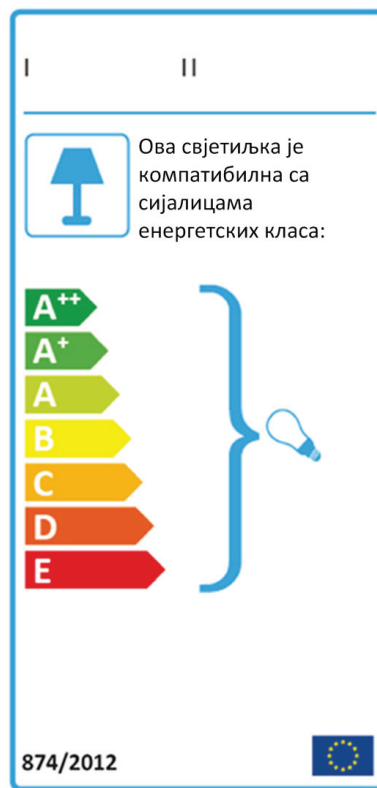 I II
Ова свјетиљка је
компатибилна са
сијалицама
енергетских класа:
A++
A+
A
B
C
D
E
874/2012